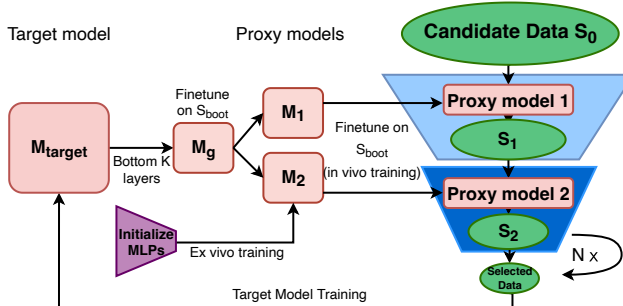 Target model
Proxy models
Candidate Data S0
Finetune
on Sboot
M1
Proxy model 1
Mtarget
Mg
Finetune on
Sboot
(in vivo training)
S1
Bottom K
layers
M2
Proxy model 2
Initialize
MLPs
Ex vivo training
S2
N x
Selected
Data
Target Model Training